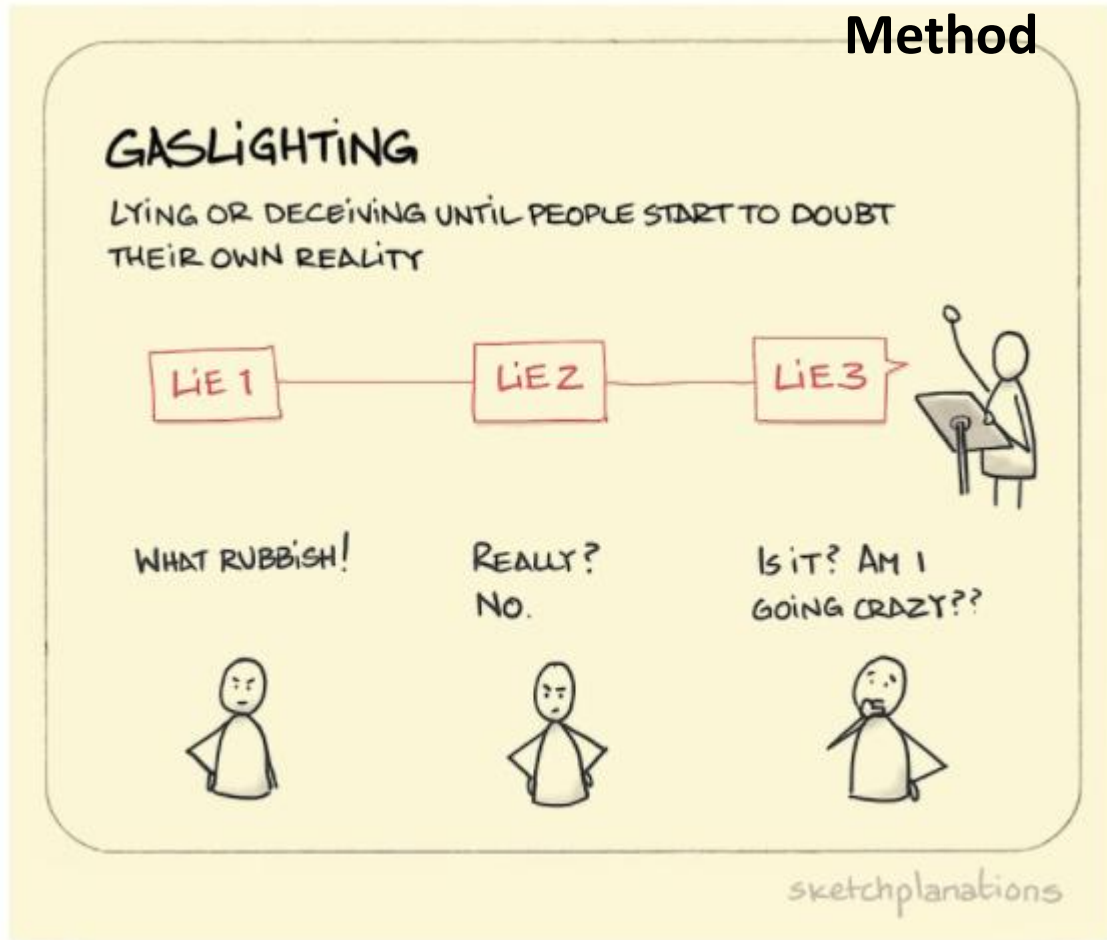 Method
GASLiGHTiNG
LYiNG OR DECEiViNG UNTiL PEOPLE START TO DOUBT
THEiR OWN REALiTY
LiE 1
LiE 2
LiE 3
WHAT RUBBiSH!
REALLY?
NO.
IS iT? AM I
GOiNG CRAZY??
sketchplanations